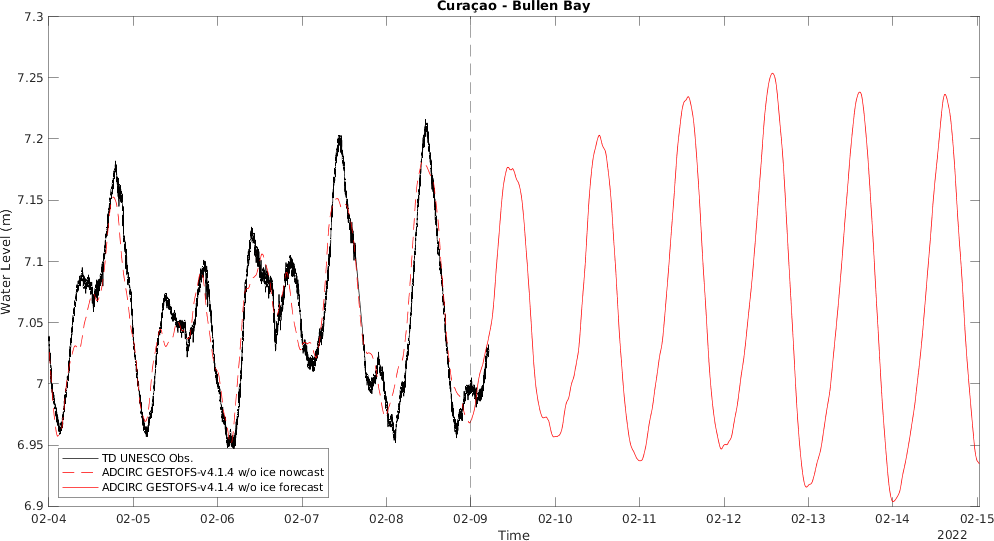 Curaçao - Bullen Bay
7.3
7.25
7.2
7.15
7.1
7.05
7
6.95
6.9
Water Level (m)
TD UNESCO Obs.
ADCIRC GESTOFS-v4.1.4 w/o ice nowcast
ADCIRC GESTOFS-v4.1.4 w/o ice forecast
02-04 02-05 02-06 02-07 02-08 02-09 02-10 02-11 02-12 02-13 02-14 02-15
Time
2022